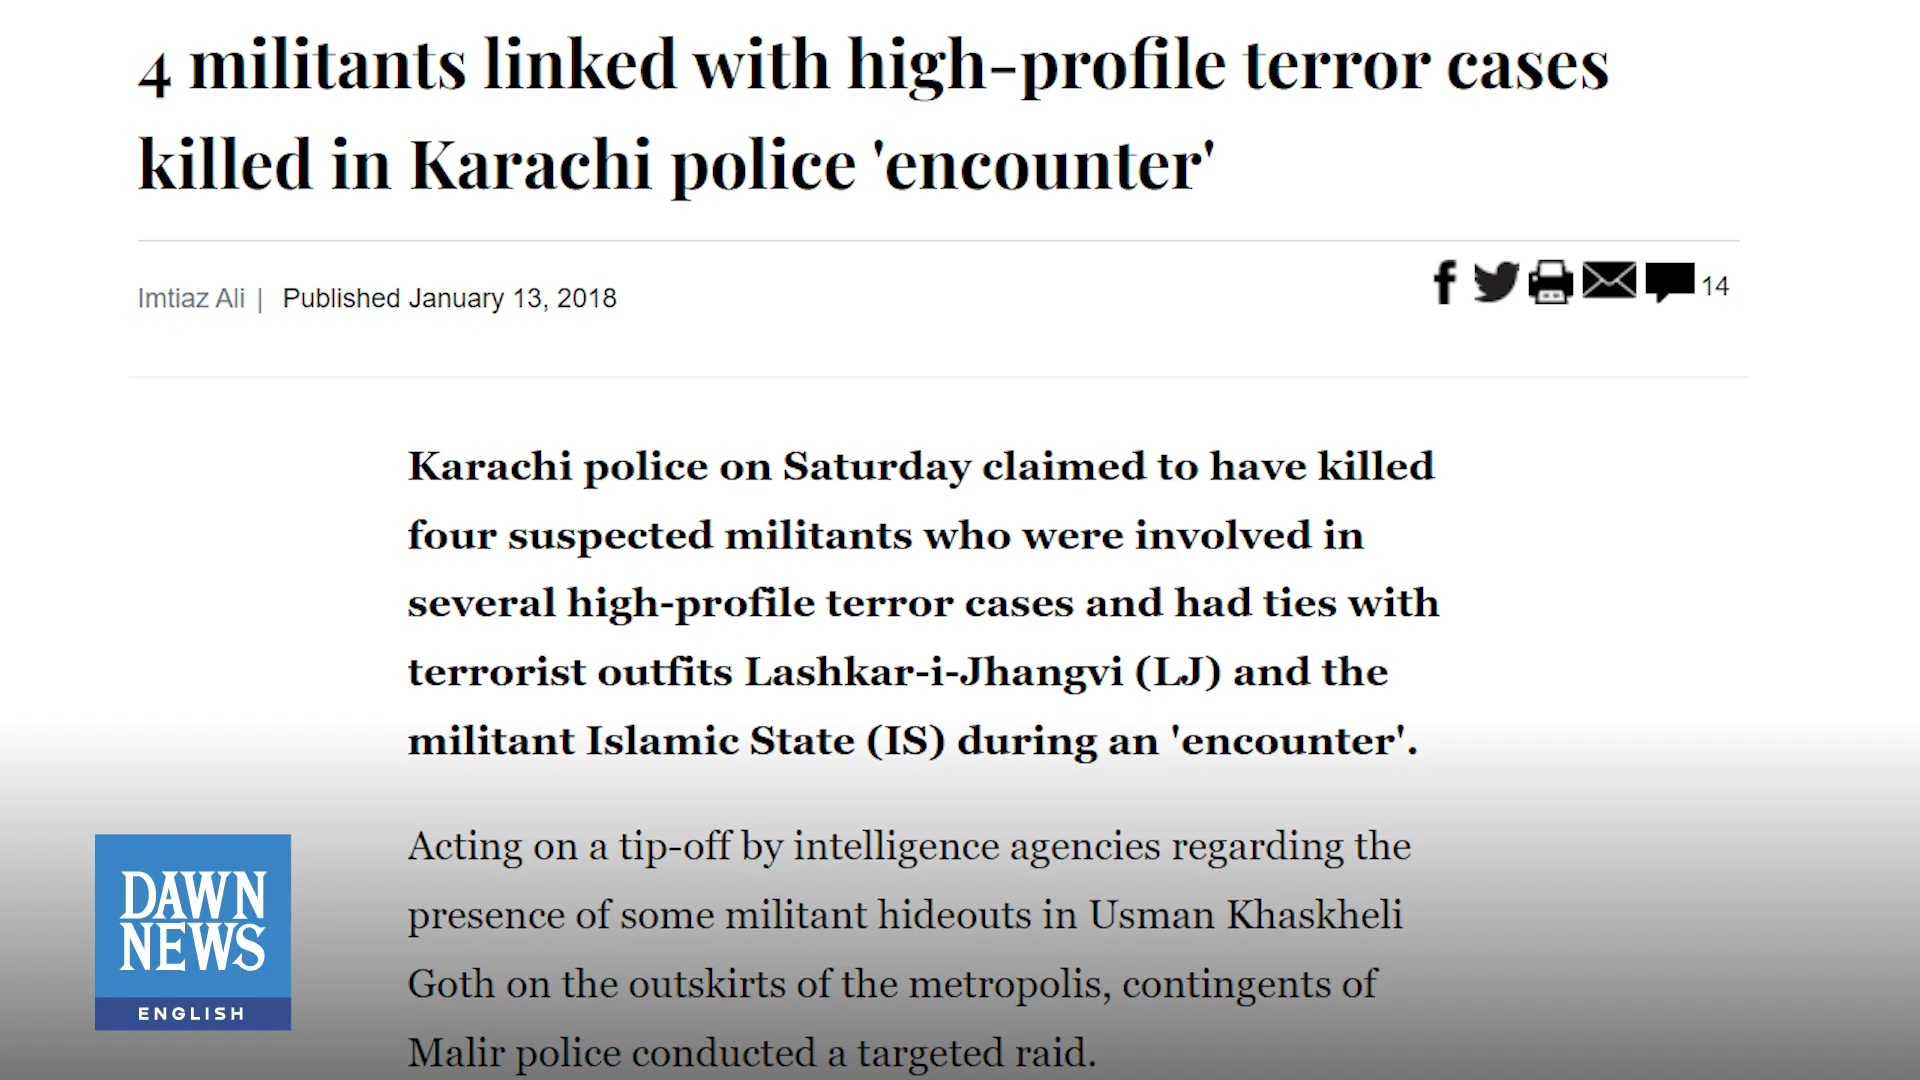 4 militants linked with high-profile terror cases
killed in Karachi police 'encounter'
Imtiaz Ali | Published January 13, 2018
14
Karachi police on Saturday claimed to have killed
four suspected militants who were involved in
several high-profile terror cases and had ties with
terrorist outfits Lashkar-i-Jhangvi (LJ) and the
militant Islamic State (IS) during an 'encounter'.
Acting on a tip-off by intelligence agencies regarding the
presence of some militant hideouts in Usman Khaskheli
Goth on the outskirts of the metropolis, contingents of
Malir police conducted a targeted raid.
DAWN
NEWS
ENGLISH